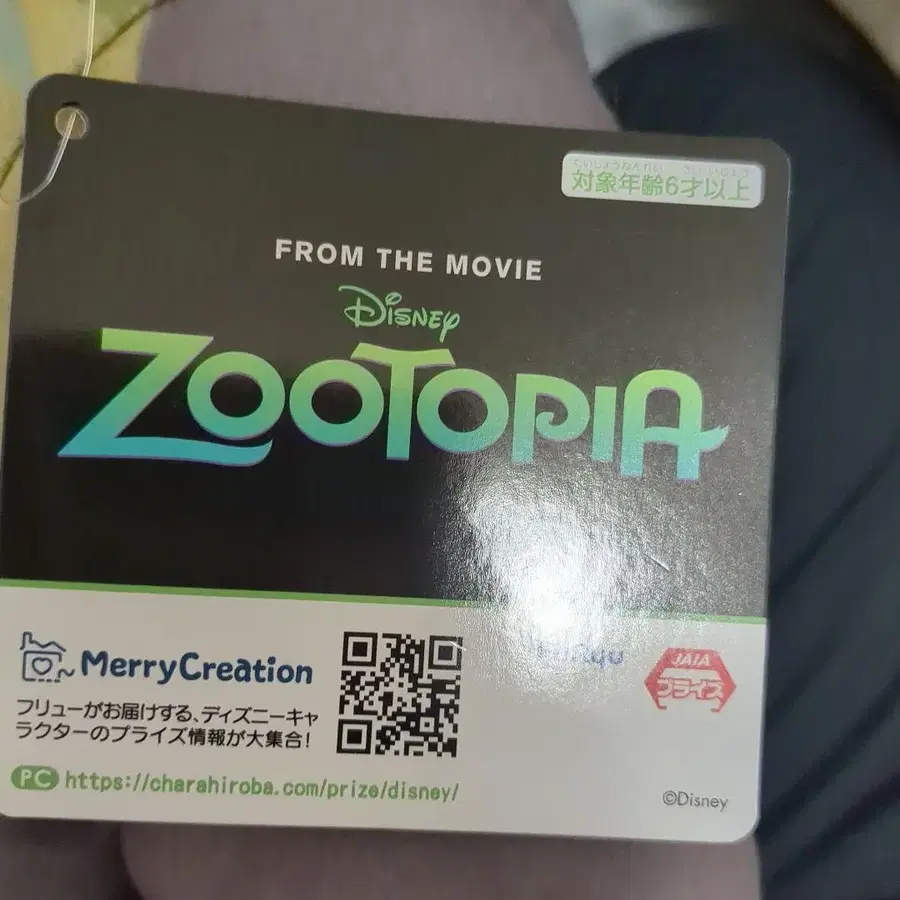 たいしょうねんれい さい いじょう
対象年齢6才以上
FROM THE MOVIE
Disney
ZOOTOPIA
MerryCreation
フリューがお届けする、ディズニーキャ
ラクターのプライズ情報が大集合!
PC https://charahiroba.com/prize/disney/
JAIA
プライズ
©Disney